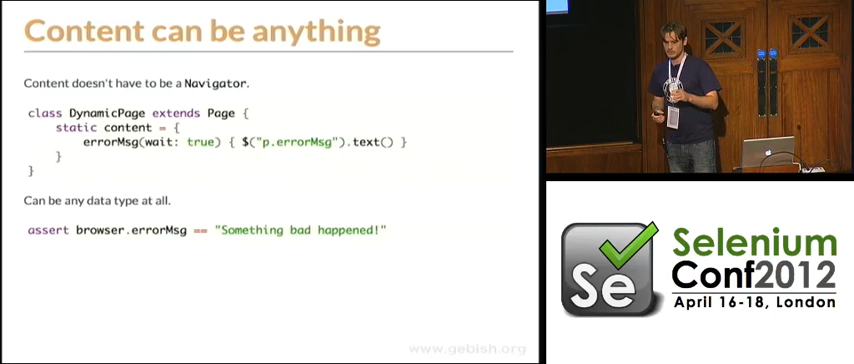 Content can be anything
Content doesn't have to be a Navigator.
class DynamicPage extends Page {
static content = {
errorMsg(wait: true) { $("p.errorMsg").text() }
}
}
Can be any data type at all.
assert browser.errorMsg == "Something bad happened!"
www.gebish.org
Se
Selenium
Conf2012
April 16-18, London